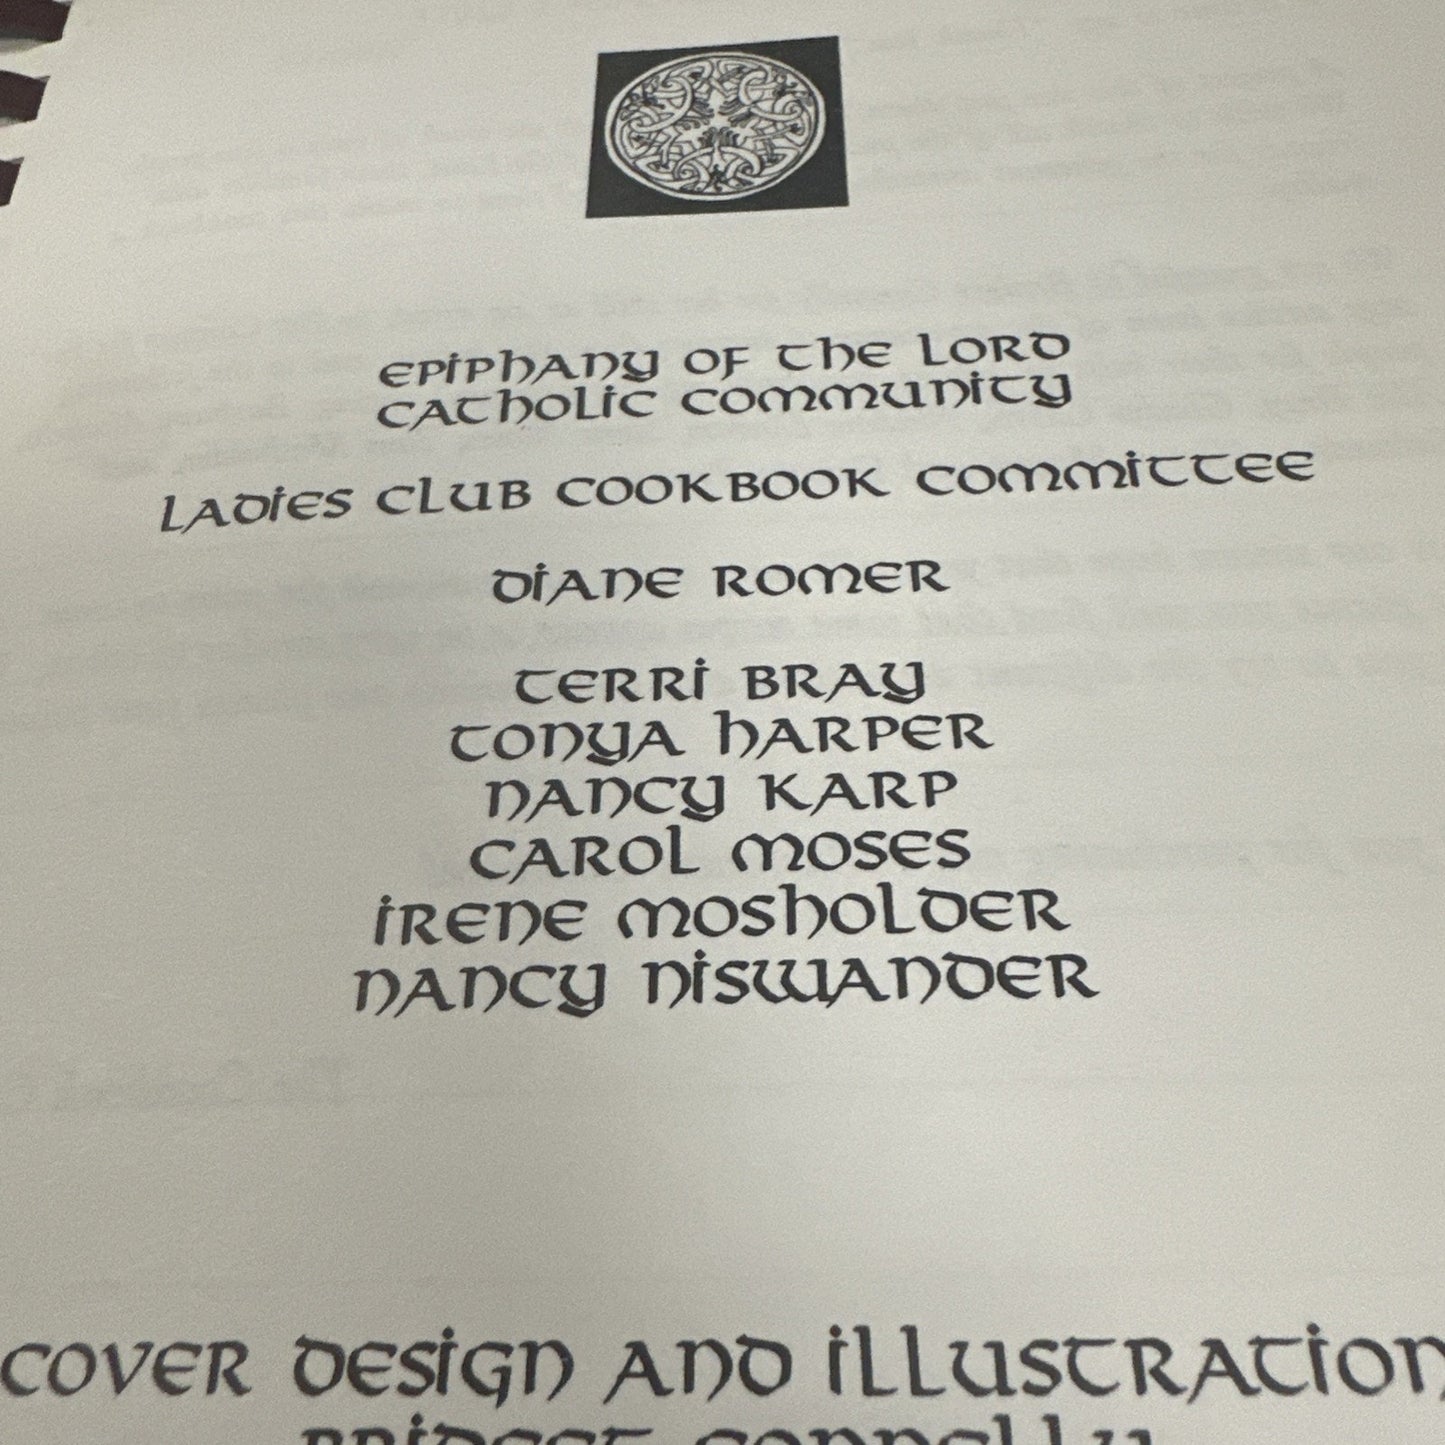 EPIPHANY OF THE LORD
CATHOLIC COMMUNITY
LADIES CLUB COOKBOOK COMMITTEE
DIANE ROMER
TERRI BRAY
TONYA HARPER
NANCY KARP
CAROL MOSES
IRENE MOSHOLDER
NANCY NISWANDER
COVER DESIGN AND ILLUSTRATION